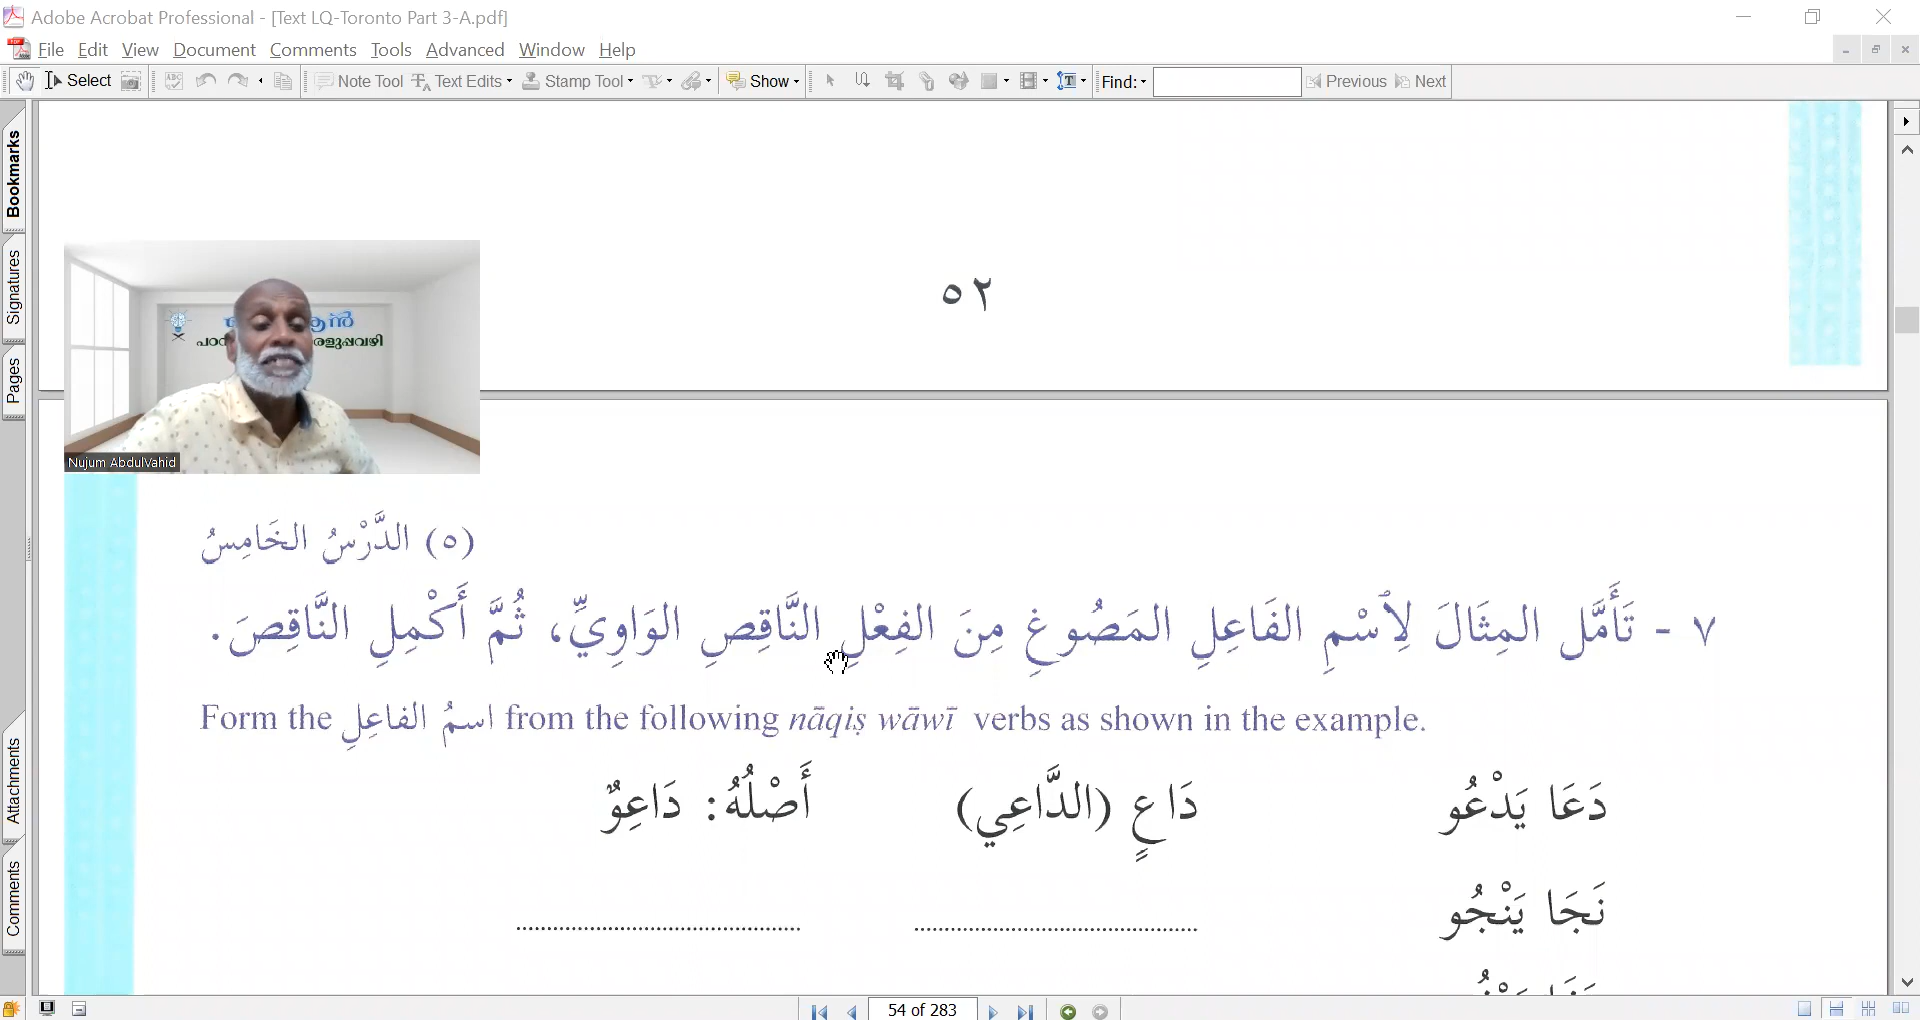 Adobe Acrobat Professional - [Text LQ-Toronto Part 3-A.pdf]
File Edit View Document Comments Tools Advanced Window Help
Select Note Tool Text Edits Stamp Tool Show Find: Previous Next
Bookmarks
Signatures
Pages
Attachments
Comments
٥٢
Nujum AbdulVahid
(٥) الدَّرْسُ الخَامِسُ
٧ - تَأَمَّلِ المِثَالَ لِٱسْمِ الفَاعِلِ المَصُوغِ مِنَ الفِعْلِ النَّاقِصِ الوَاوِيِّ، ثُمَّ أَكْمِلِ النَّاقِصَ.
Form the اسمُ الفاعِلِ from the following nāqiṣ wāwī verbs as shown in the example.
دَعَا يَدْعُو دَاعٍ (الدَّاعِي) أَصْلُهُ: دَاعِوٌ
نَجَا يَنْجُو ........................................ ........................................
54 of 283